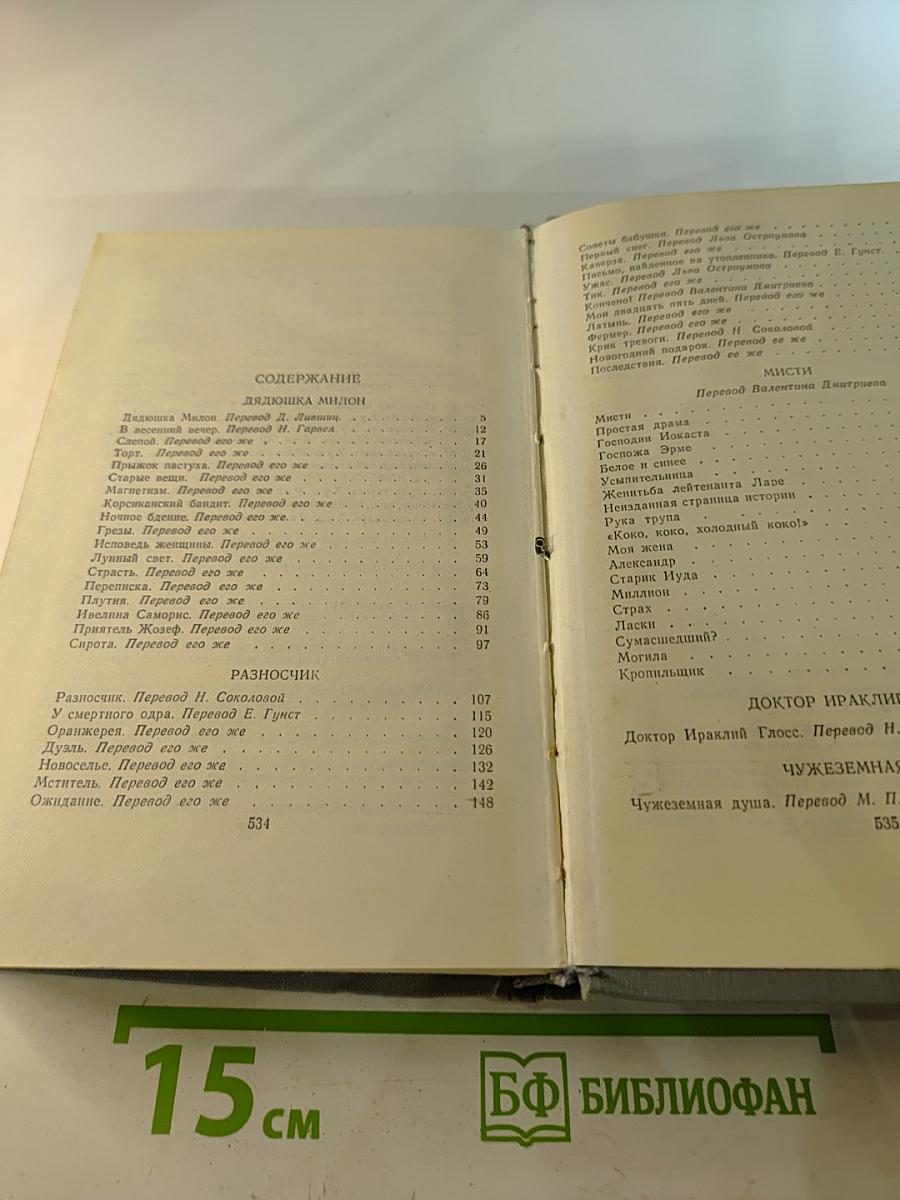 СОДЕРЖАНИЕ
ДЯДЮШКА МИЛОН
Дядюшка Милон. Перевод Д. Лившиц. . . . . . . . . . 5
В весенний вечер. Перевод Н. Гарвея . . . . . . . . . 12
Слепой. Перевод его же . . . . . . . . . . . . . . 17
Торт. Перевод его же . . . . . . . . . . . . . . . 21
Прыжок пастуха. Перевод его же . . . . . . . . . . 26
Старые вещи. Перевод его же . . . . . . . . . . . 31
Магнетизм. Перевод его же . . . . . . . . . . . . 35
Корсиканский бандит. Перевод его же . . . . . . . . 40
Ночное бдение. Перевод его же. . . . . . . . . . . 44
Грезы. Перевод его же . . . . . . . . . . . . . . 49
Исповедь женщины. Перевод его же . . . . . . . . . 53
Лунный свет. Перевод его же . . . . . . . . . . . 59
Страсть. Перевод его же . . . . . . . . . . . . . 64
Переписка. Перевод его же . . . . . . . . . . . . 73
Плутня. Перевод его же . . . . . . . . . . . . . 79
Ивелина Саморис. Перевод его же . . . . . . . . . . 86
Приятель Жозеф. Перевод его же . . . . . . . . . . 91
Сирота. Перевод его же . . . . . . . . . . . . . 97
РАЗНОСЧИК
Разносчик. Перевод Н. Соколовой . . . . . . . . . . 107
У смертного одра. Перевод Е. Гунст . . . . . . . . . 115
Оранжерея. Перевод его же . . . . . . . . . . . . 120
Дуэль. Перевод его же . . . . . . . . . . . . . . 126
Новоселье. Перевод его же . . . . . . . . . . . . 132
Мститель. Перевод его же . . . . . . . . . . . . . 142
Ожидание. Перевод его же . . . . . . . . . . . . 148
534
Советы бабушки. Перевод его же . . . . . . . .
Первый снег. Перевод Льва Остроумова . . . . . .
Каверза. Перевод его же . . . . . . . . . . .
Письмо, найденное на утопленнике. Перевод Е. Гунст. .
Ужас. Перевод Льва Остроумова . . . . . . . . .
Тик. Перевод его же . . . . . . . . . . . . .
Кончено! Перевод Валентина Дмитриева . . . . . .
Мои двадцать пять дней. Перевод его же . . . . .
Латынь. Перевод его же . . . . . . . . . . .
Фермер. Перевод его же . . . . . . . . . . .
Крик тревоги. Перевод Н Соколовой . . . . . . .
Новогодний подарок. Перевод ее же . . . . . . .
Последствия. Перевод ее же . . . . . . . . . .
МИСТИ
Перевод Валентина Дмитриева
Мисти . . . . . . . . . . . . .
Простая драма . . . . . . . . . .
Господин Иокаста . . . . . . . . .
Госпожа Эрме . . . . . . . . . .
Белое и синее . . . . . . . . . .
Усыпительница . . . . . . . . . .
Женитьба лейтенанта Ларе . . . . . .
Неизданная страница истории . . . . .
Рука трупа . . . . . . . . . . .
«Коко, коко, холодный коко!» . . . . .
Моя жена . . . . . . . . . . . .
Александр . . . . . . . . . . . .
Старик Иуда . . . . . . . . . . .
Миллион . . . . . . . . . . . .
Страх . . . . . . . . . . . . .
Ласки . . . . . . . . . . . . .
Сумасшедший? . . . . . . . . . .
Могила . . . . . . . . . . . . .
Кропильщик . . . . . . . . . . .
ДОКТОР ИРАКЛИЙ
Доктор Ираклий Глосс. Перевод Н.
ЧУЖЕЗЕМНАЯ
Чужеземная душа. Перевод М. П.
535
15 см
БФ БИБЛИОФАН